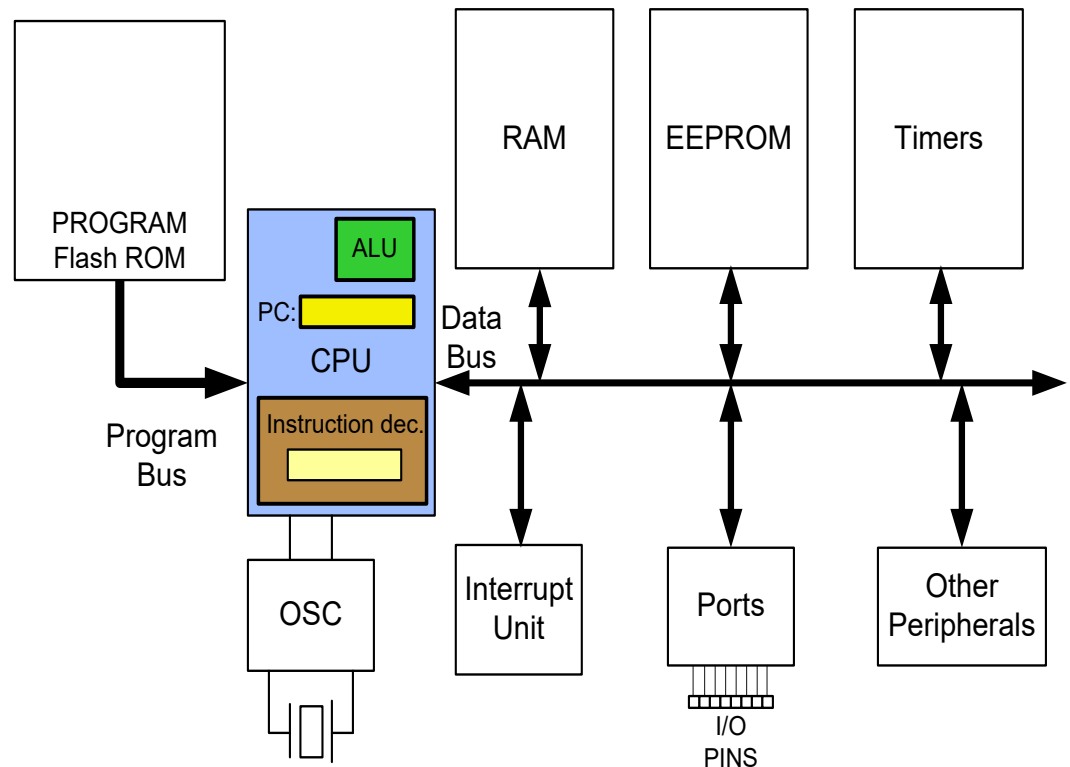 PROGRAM
Flash ROM
RAM
EEPROM
Timers
ALU
PC:
CPU
Instruction dec.
Data
Bus
Program
Bus
OSC
Interrupt
Unit
Ports
Other
Peripherals
I/O
PINS